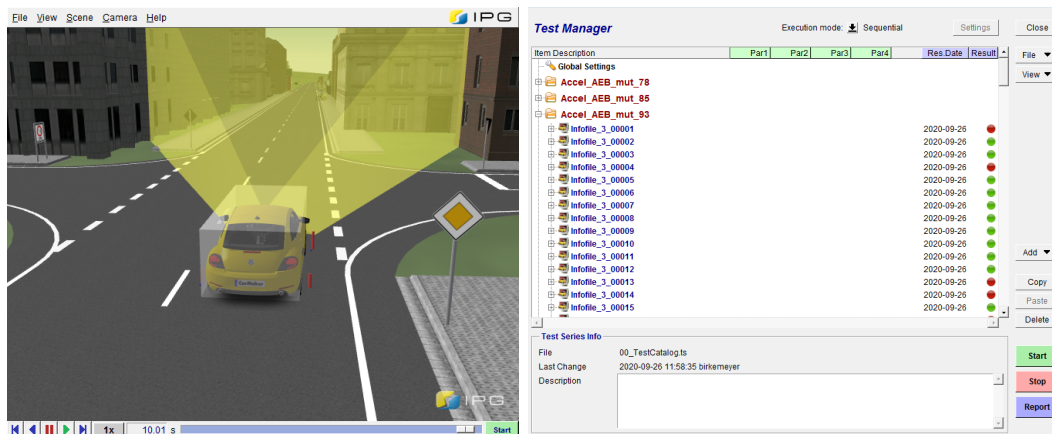 File View Scene Camera Help
IPG
CarMaker
IPG
1x 10.01 s Start
Test Manager
Execution mode: Sequential
Settings
Close
Item Description Par1 Par2 Par3 Par4 Res.Date Result
File
Global Settings
View
Accel_AEB_mut_78
Accel_AEB_mut_85
Accel_AEB_mut_93
Infofile_3_00001 2020-09-26
Infofile_3_00002 2020-09-26
Infofile_3_00003 2020-09-26
Infofile_3_00004 2020-09-26
Infofile_3_00005 2020-09-26
Infofile_3_00006 2020-09-26
Infofile_3_00007 2020-09-26
Infofile_3_00008 2020-09-26
Infofile_3_00009 2020-09-26
Infofile_3_00010 2020-09-26
Infofile_3_00011 2020-09-26
Infofile_3_00012 2020-09-26
Infofile_3_00013 2020-09-26
Infofile_3_00014 2020-09-26
Infofile_3_00015 2020-09-26
Add
Copy
Paste
Delete
Test Series Info
File 00_TestCatalog.ts
Last Change 2020-09-26 11:58:35 birkemeyer
Description
Start
Stop
Report